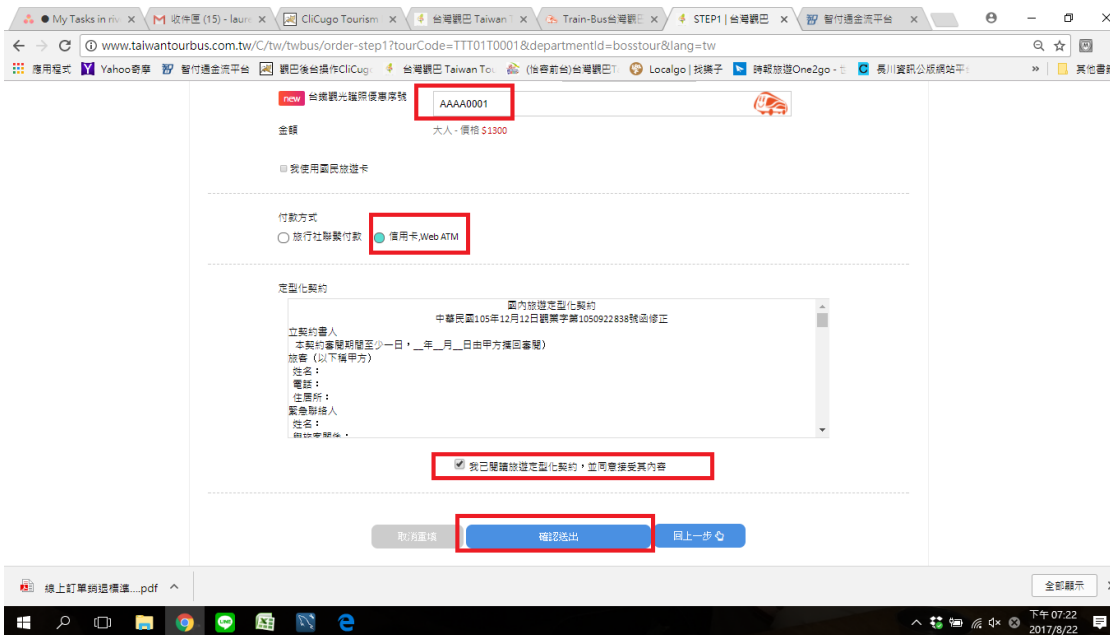 ● My Tasks in riv
M 收件匣 (15) - laur
CliCugo Tourism
台灣觀巴 Taiwan T
Train-Bus台灣觀巴
STEP1 | 台灣觀巴
智付通金流平台
www.taiwantourbus.com.tw/C/tw/twbus/order-step1?tourCode=TTT01T0001&departmentId=bosstour&lang=tw
應用程式
Yahoo奇摩
智付通金流平台
觀巴後台操作CliCug
台灣觀巴 Taiwan Tou
(怡容前台)台灣觀巴T
Localgo | 找樂子
時報旅遊One2go -
長川資訊公版網站平
»
其他書籤
new 台鐵觀光護照優惠序號
AAAA0001
金額
大人 - 價格 $1300
我使用國民旅遊卡
付款方式
旅行社聯繫付款
信用卡,Web ATM
定型化契約
國內旅遊定型化契約
中華民國105年12月12日觀業字第1050922838號函修正
立契約書人
本契約審閱期間至少一日，__年__月__日由甲方攜回審閱)
旅客（以下稱甲方）
姓名：
電話：
住居所：
緊急聯絡人
姓名：
與旅客關係：
我已閱讀旅遊定型化契約，並同意接受其內容
取消重填
確認送出
回上一步
線上訂單銷退標準....pdf
全部顯示
下午 07:22
2017/8/22